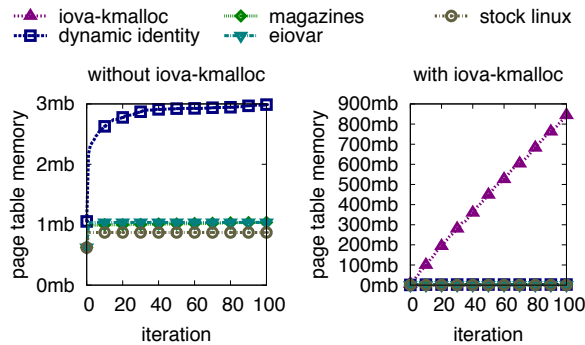 iova-kmalloc magazines stock linux
dynamic identity eiovar
without iova-kmalloc
3mb
2mb
1mb
0mb
page table memory
0 20 40 60 80 100
iteration
with iova-kmalloc
900mb
800mb
700mb
600mb
500mb
400mb
300mb
200mb
100mb
0mb
page table memory
0 20 40 60 80 100
iteration